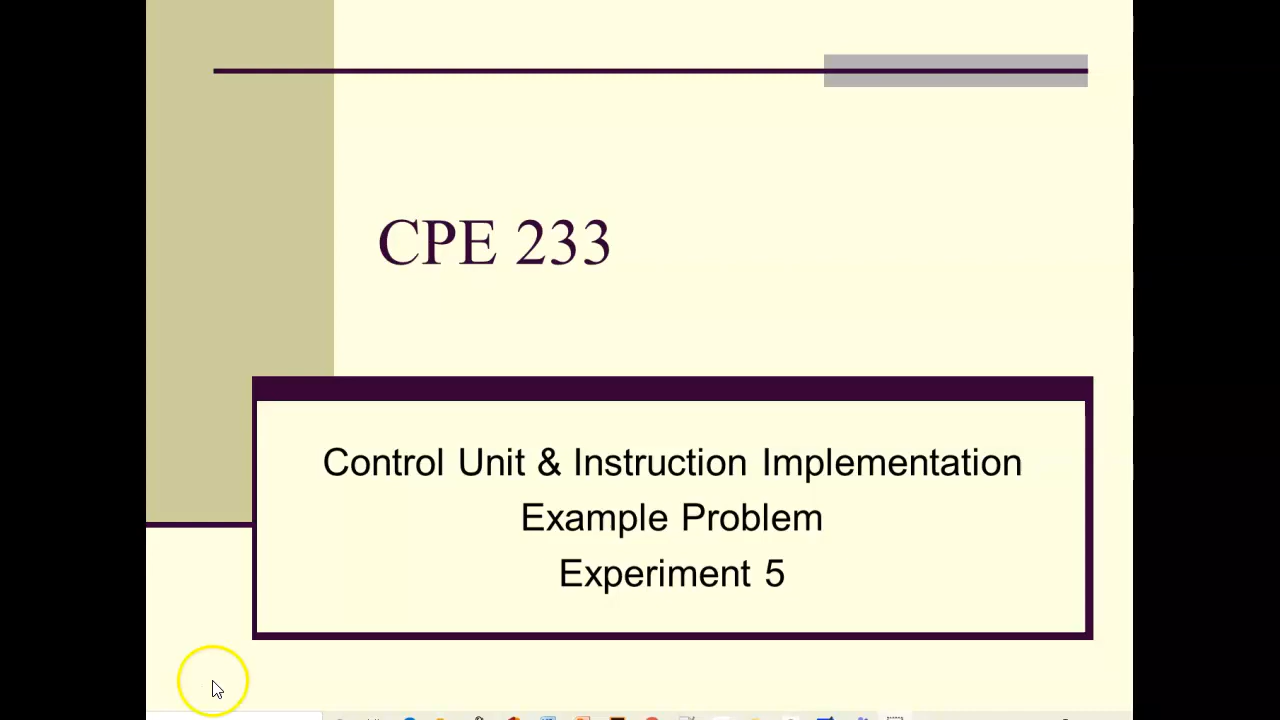 CPE 233
Control Unit & Instruction Implementation
Example Problem
Experiment 5